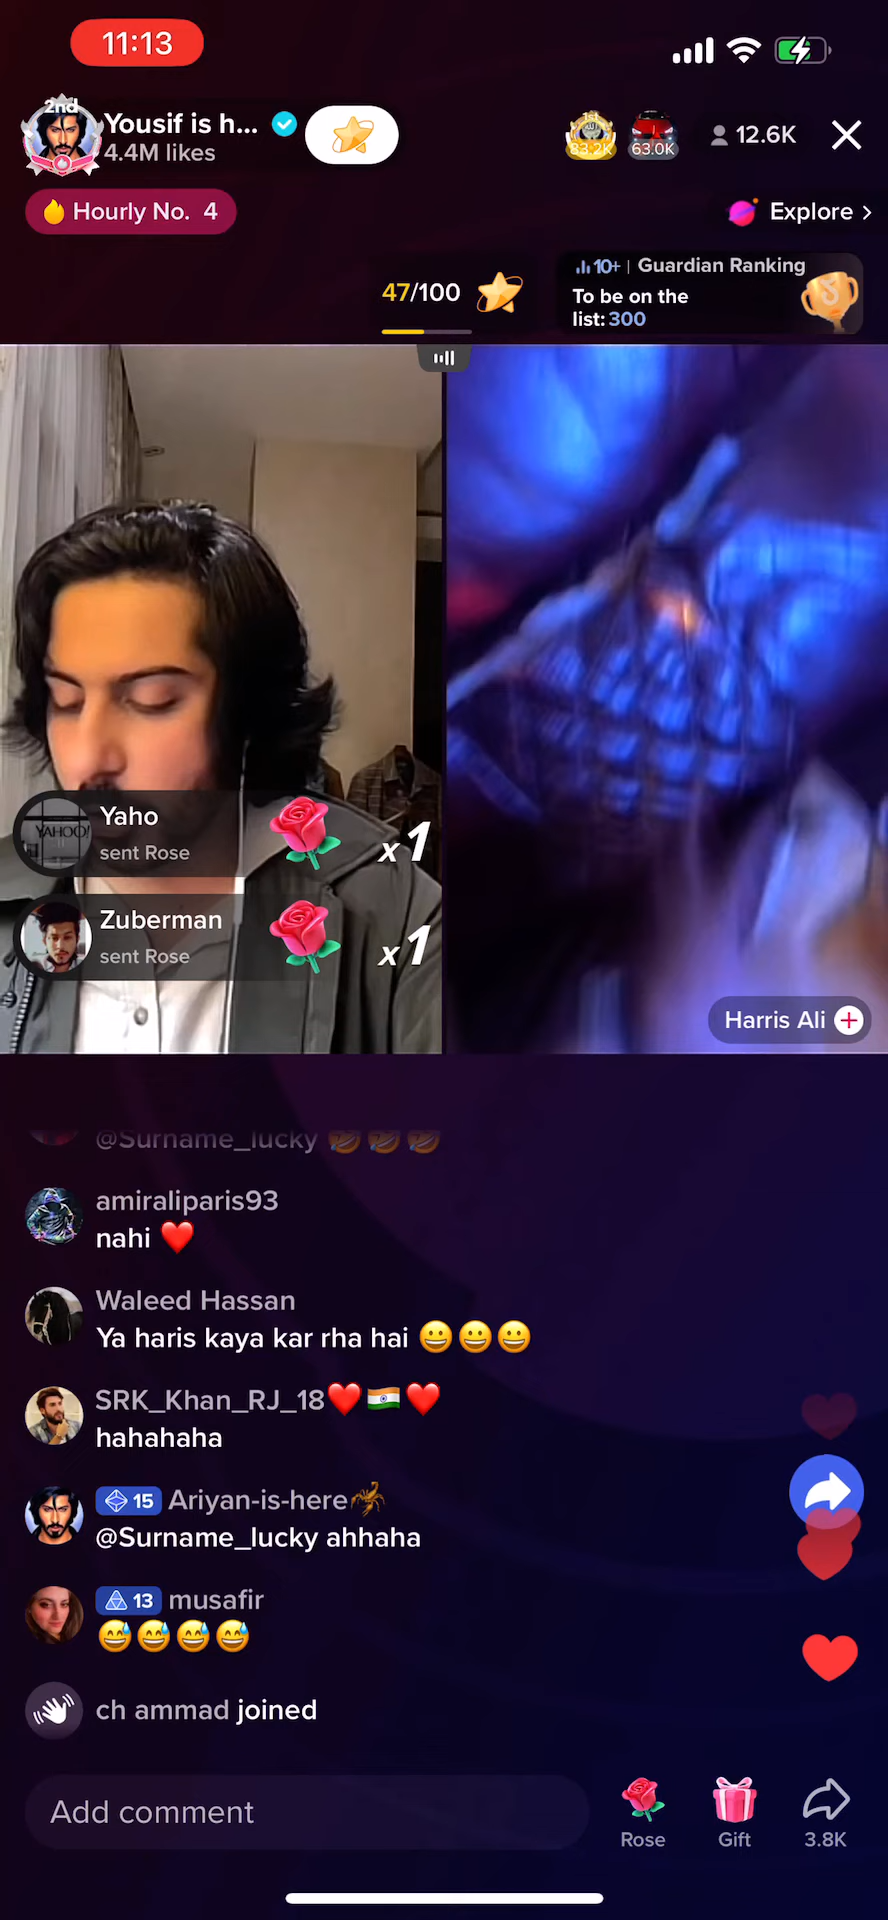 11:13
2nd
Yousif is h...
4.4M likes
1st
83.2K
63.0K
12.6K
Hourly No. 4
Explore >
47/100
10+ | Guardian Ranking
To be on the
list: 300
YAHOO!
Yaho
sent Rose
x1
Zuberman
sent Rose
x1
Harris Ali
@Surname_lucky 🤣🤣🤣
amiraliparis93
nahi ❤️
Waleed Hassan
Ya haris kaya kar rha hai 😀😀😀
SRK_Khan_RJ_18❤️🇮🇳❤️
hahahaha
15 Ariyan-is-here🦂
@Surname_lucky ahhaha
13 musafir
😅😅😅😅
ch ammad joined
Add comment
Rose
Gift
3.8K